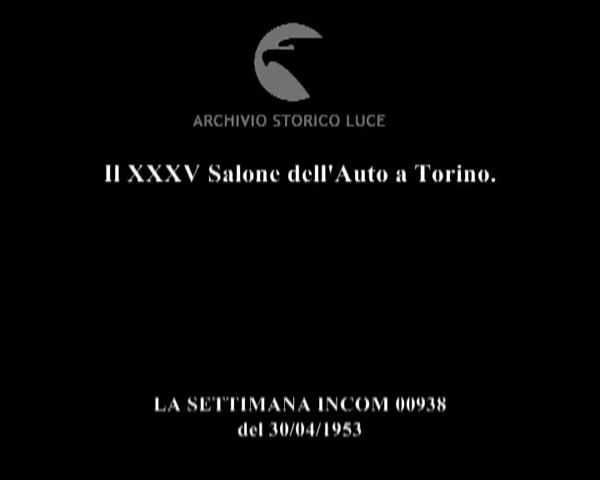 ARCHIVIO STORICO LUCE
Il XXXV Salone dell'Auto a Torino.
LA SETTIMANA INCOM 00938
del 30/04/1953